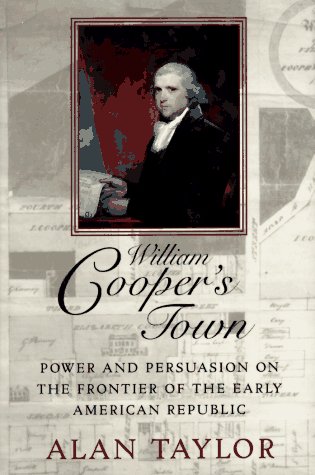 William
Cooper's
Town
POWER AND PERSUASION ON
THE FRONTIER OF THE EARLY
AMERICAN REPUBLIC
ALAN TAYLOR